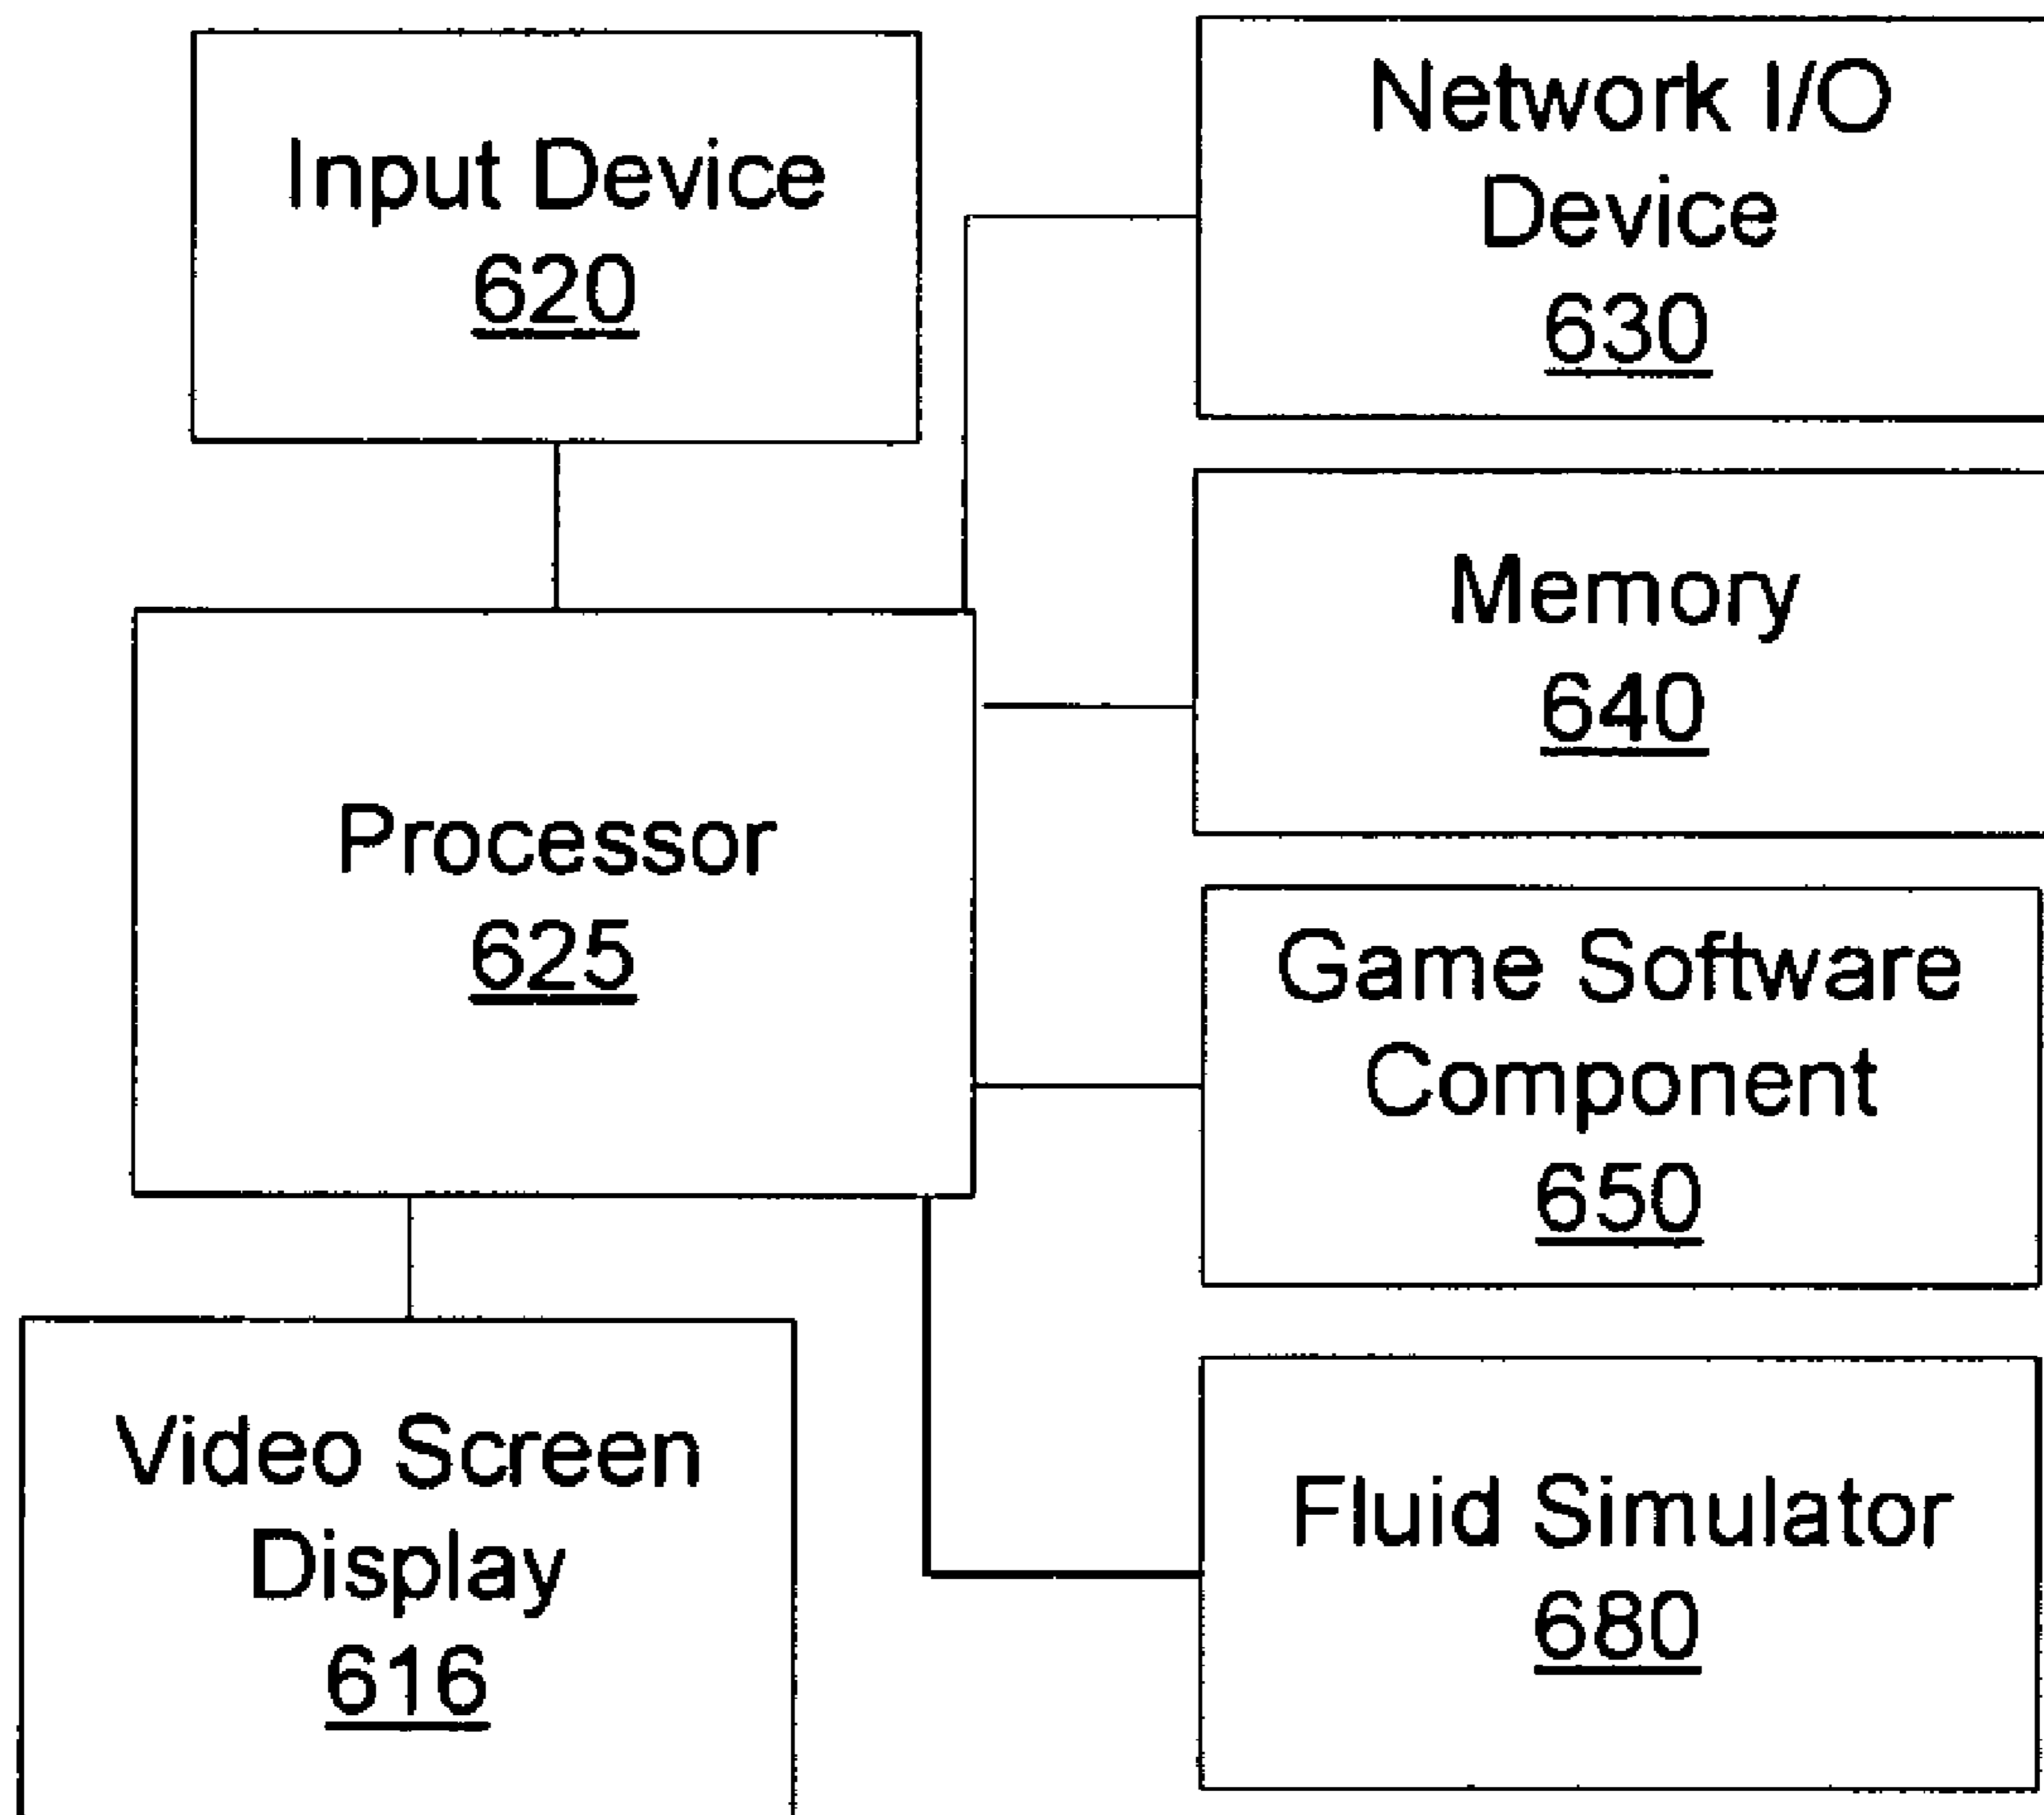 Input Device
620
Network I/O
Device
630
Memory
640
Processor
625
Game Software
Component
650
Video Screen
Display
616
Fluid Simulator
680